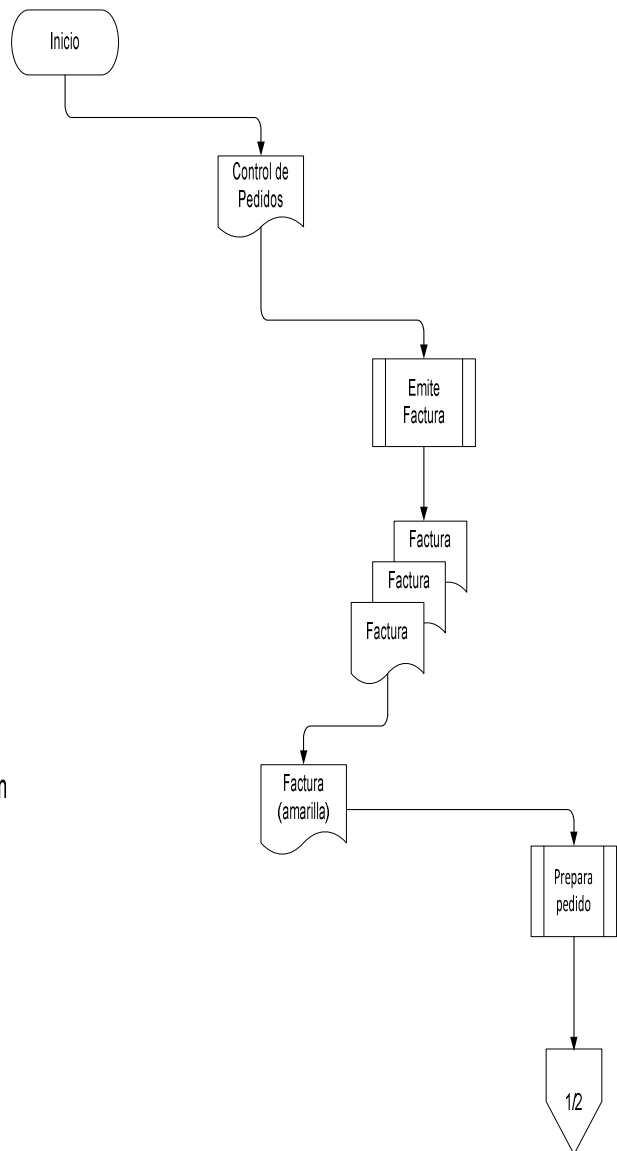 Inicio
Control de
Pedidos
Emite
Factura
Factura
Factura
Factura
Factura
(amarilla)
n
Prepara
pedido
1/2